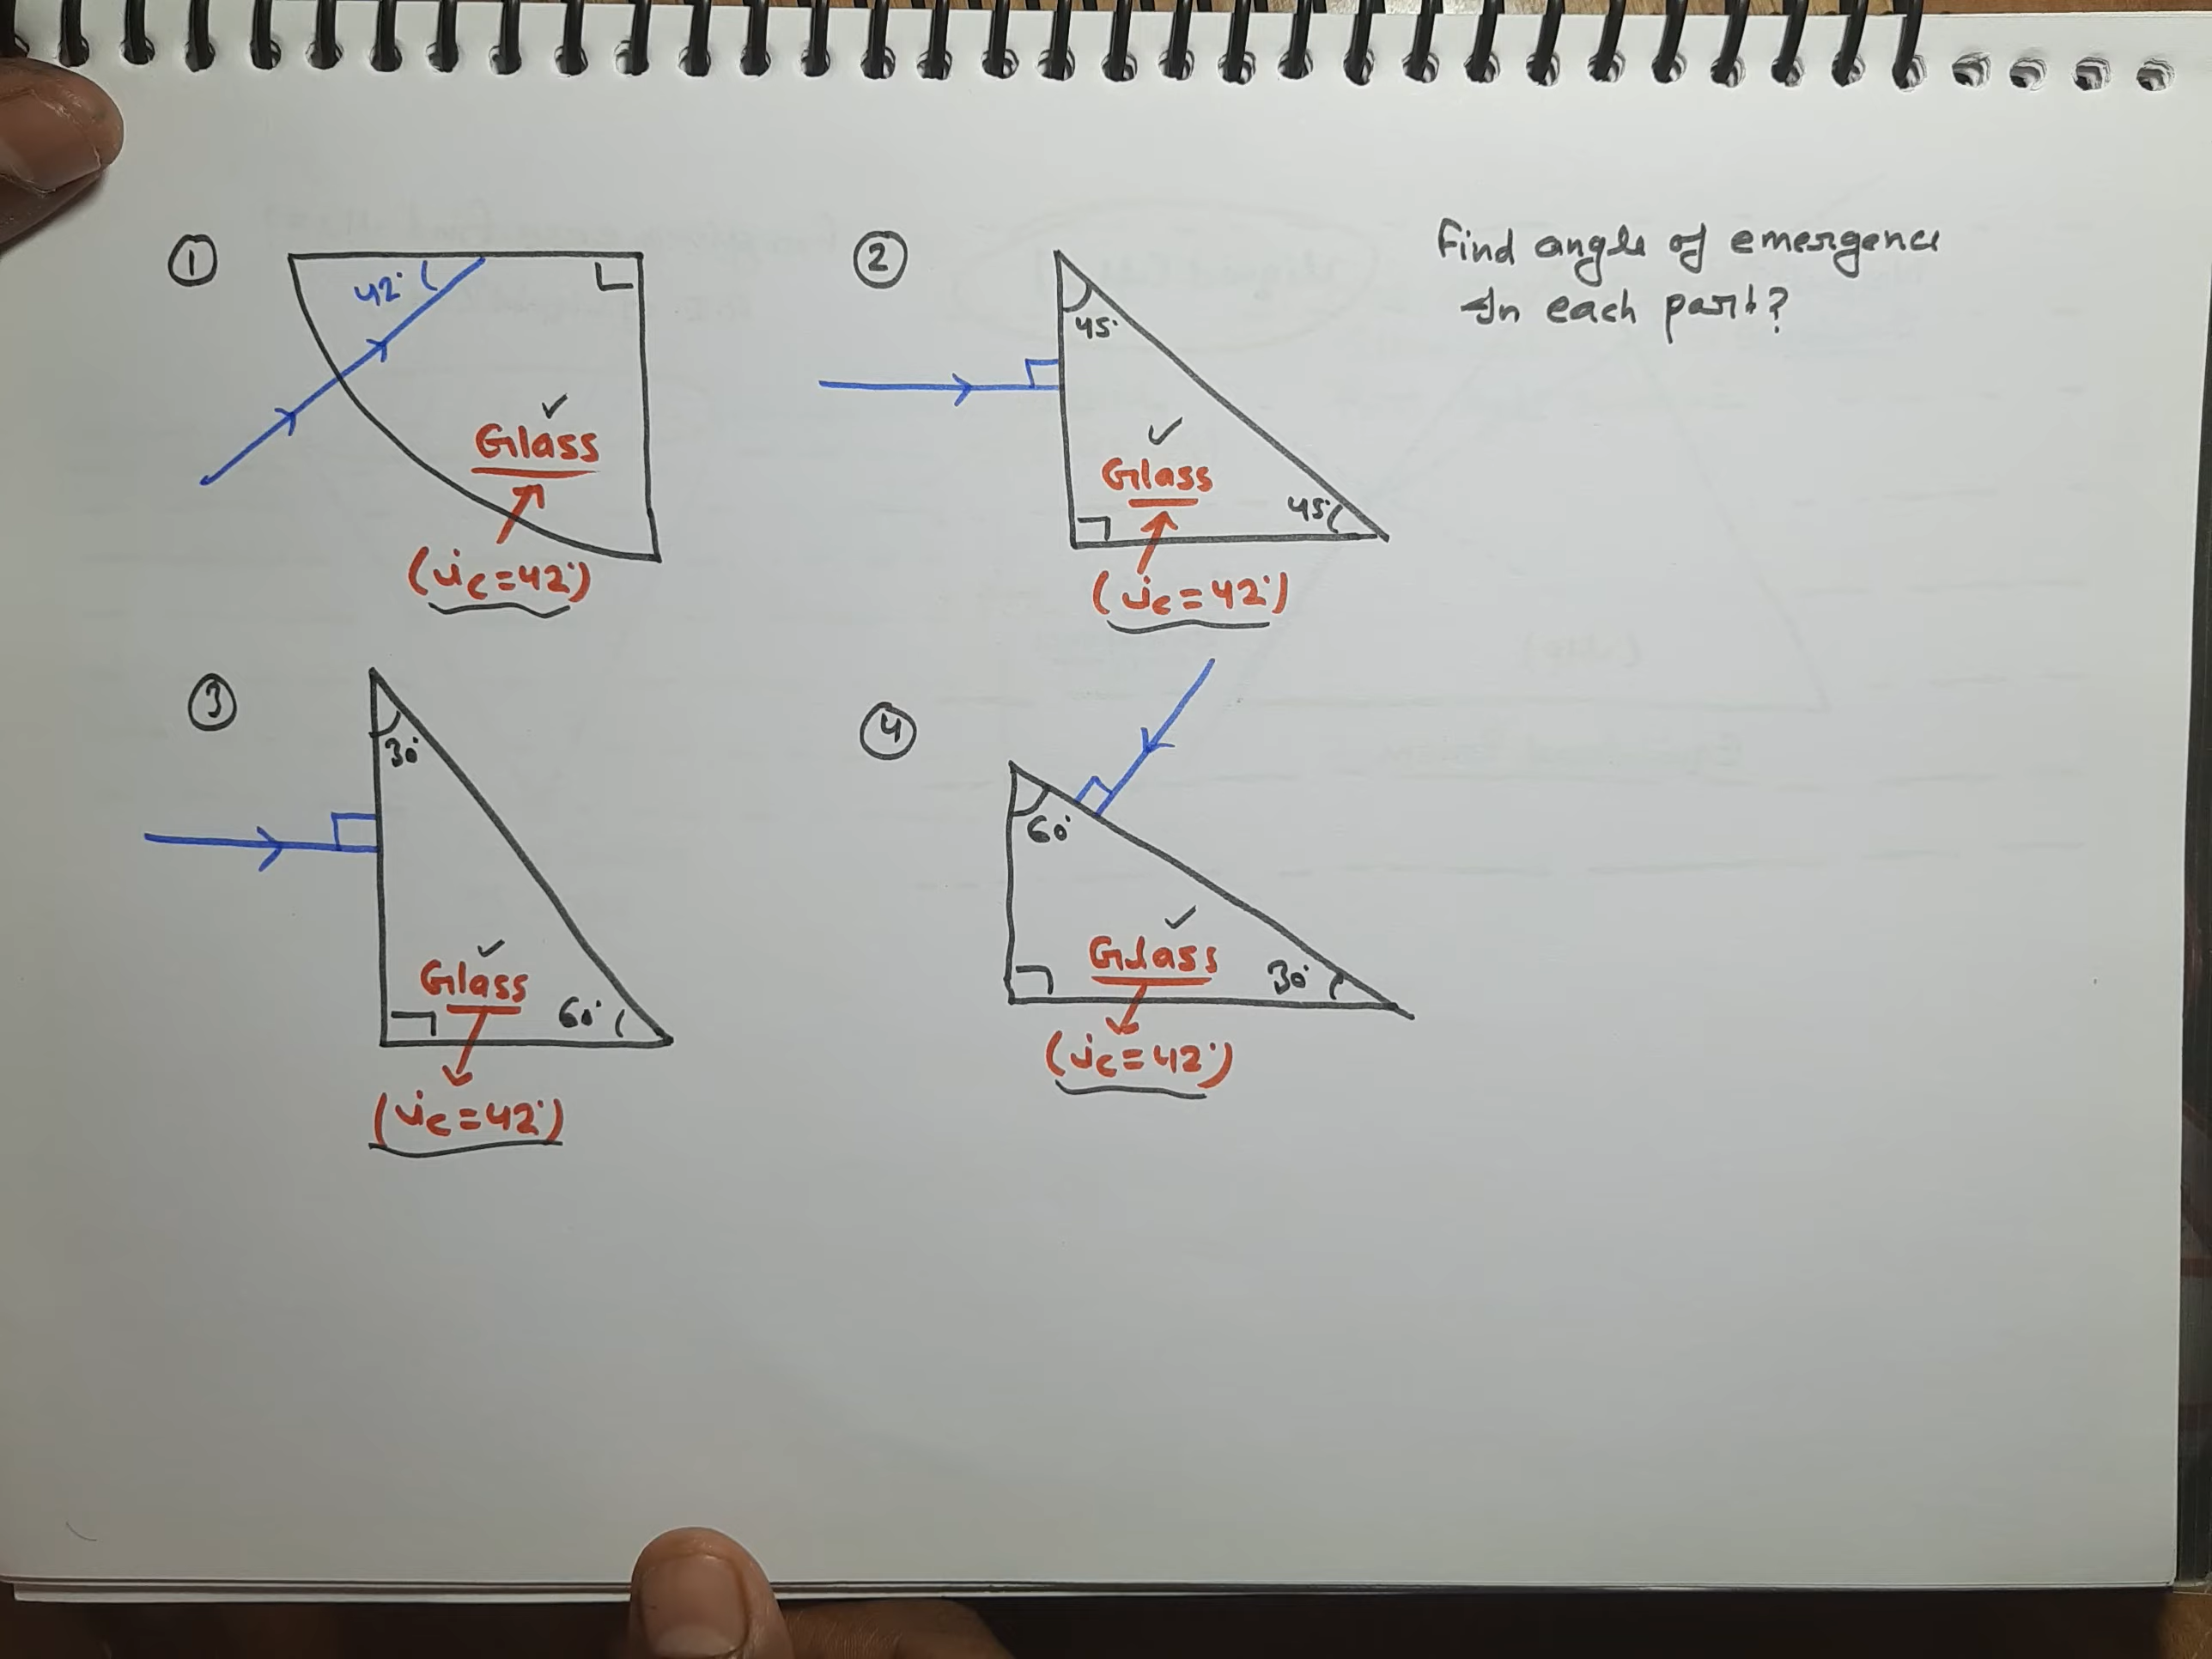 ① 42°
Glass
(ic=42°)
② 45°
Glass
45°
(ic=42°)
Find angle of emergence
In each part?
③ 30°
Glass
60°
(ic=42°)
④ 60°
Glass
30°
(ic=42°)